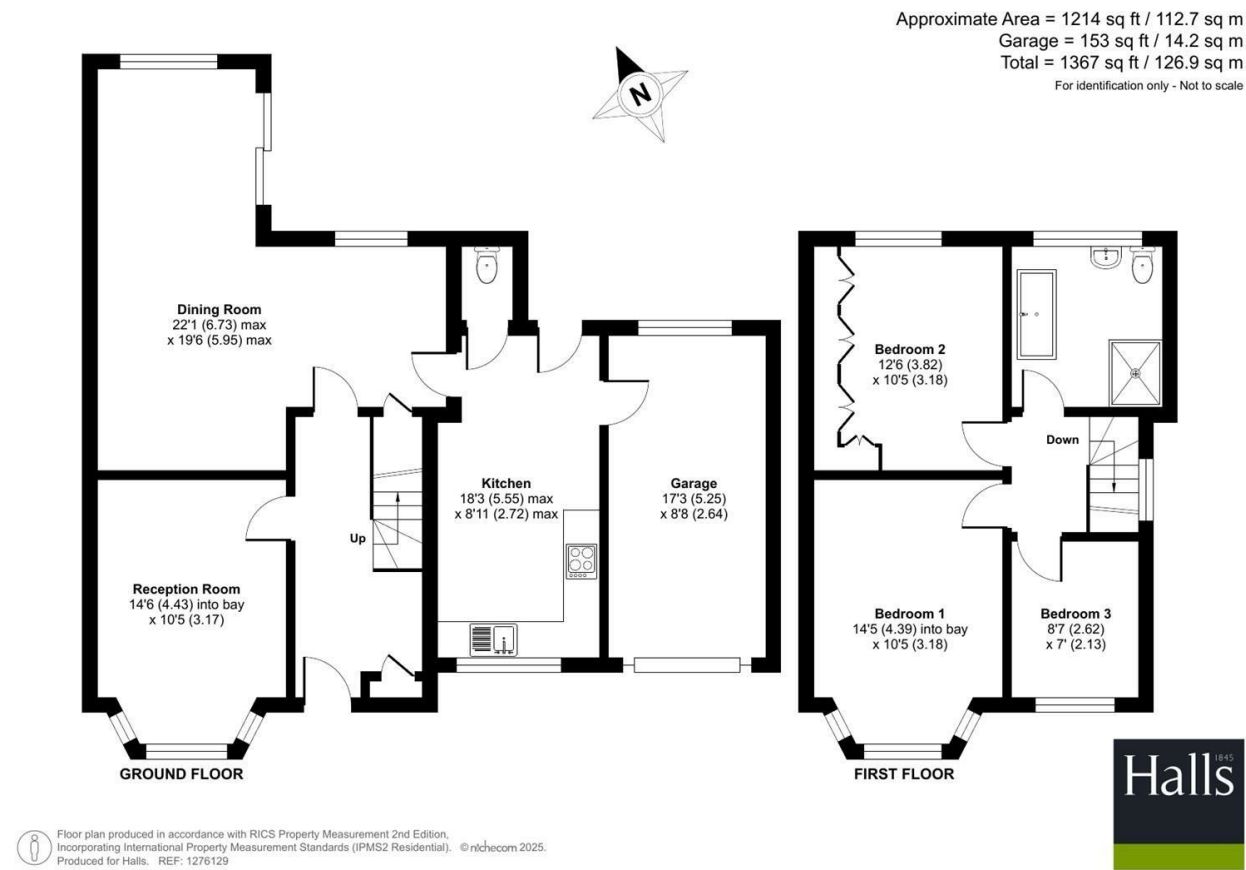 Approximate Area = 1214 sq ft / 112.7 sq m
Garage = 153 sq ft / 14.2 sq m
Total = 1367 sq ft / 126.9 sq m
For identification only - Not to scale
N
Dining Room
22'1 (6.73) max
x 19'6 (5.95) max
Bedroom 2
12'6 (3.82)
x 10'5 (3.18)
Down
Kitchen
18'3 (5.55) max
x 8'11 (2.72) max
Garage
17'3 (5.25)
x 8'8 (2.64)
Up
Reception Room
14'6 (4.43) into bay
x 10'5 (3.17)
Bedroom 1
14'5 (4.39) into bay
x 10'5 (3.18)
Bedroom 3
8'7 (2.62)
x 7' (2.13)
GROUND FLOOR
FIRST FLOOR
Halls
1845
Floor plan produced in accordance with RICS Property Measurement 2nd Edition,
Incorporating International Property Measurement Standards (IPMS2 Residential). © nichecom 2025.
Produced for Halls. REF: 1276129